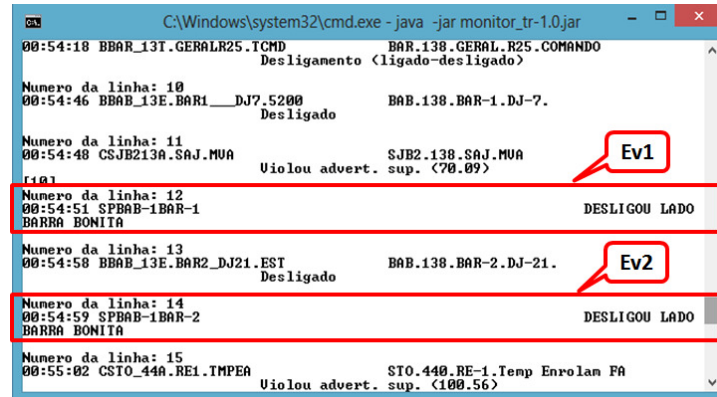 C:\Windows\system32\cmd.exe - java -jar monitor_tr-1.0.jar
00:54:18 BBAR_13T.GERALR25.TCMD BAR.138.GERAL.R25.COMANDO
Desligamento (ligado-desligado)
Numero da linha: 10
00:54:46 BBAB_13E.BAR1___DJ7.5200 BAB.138.BAR-1.DJ-7.
Desligado
Numero da linha: 11
00:54:48 CSJB213A.SAJ.MVA SJB2.138.SAJ.MVA
Violou advert. sup. (70.09)
Ev1
[10]
Numero da linha: 12
00:54:51 SPBAB-1BAR-1 DESLIGOU LADO
BARRA BONITA
Numero da linha: 13
00:54:58 BBAB_13E.BAR2_DJ21.EST BAB.138.BAR-2.DJ-21.
Desligado
Ev2
Numero da linha: 14
00:54:59 SPBAB-1BAR-2 DESLIGOU LADO
BARRA BONITA
Numero da linha: 15
00:55:02 CSTO_44A.RE1.TMPEA STO.440.RE-1.Temp Enrolam FA
Violou advert. sup. (100.56)